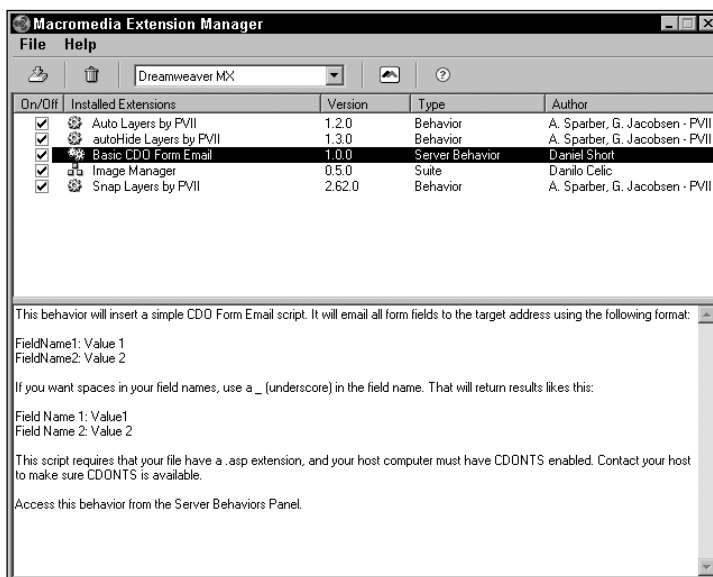 Macromedia Extension Manager
File Help
Dreamweaver MX
On/Off Installed Extensions Version Type Author
Auto Layers by PVII 1.2.0 Behavior A. Sparber, G. Jacobsen - PVII
autoHide Layers by PVII 1.3.0 Behavior A. Sparber, G. Jacobsen - PVII
Basic CDO Form Email 1.0.0 Server Behavior Daniel Short
Image Manager 0.5.0 Suite Danilo Celic
Snap Layers by PVII 2.62.0 Behavior A. Sparber, G. Jacobsen - PVII
This behavior will insert a simple CDO Form Email script. It will email all form fields to the target address using the following format:
FieldName1: Value 1
FieldName2: Value 2
If you want spaces in your field names, use a _ (underscore) in the field name. That will return results likes this:
Field Name 1: Value1
Field Name 2: Value 2
This script requires that your file have a .asp extension, and your host computer must have CDONTS enabled. Contact your host
to make sure CDONTS is available.
Access this behavior from the Server Behaviors Panel.